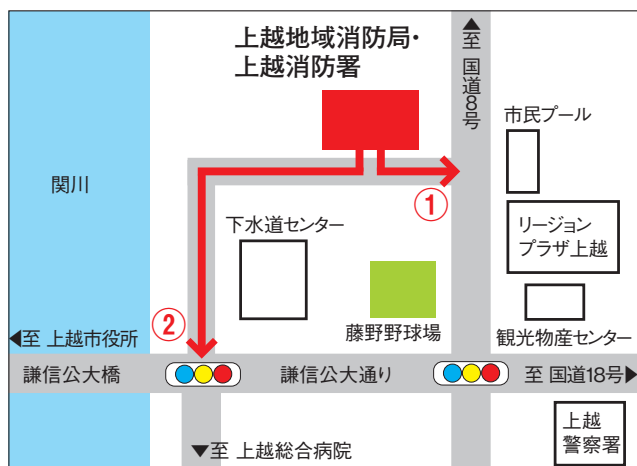 上越地域消防局・
上越消防署
▲至 国道8号
市民プール
関川
①
下水道センター
リージョン
プラザ上越
②
藤野野球場
観光物産センター
◀至 上越市役所
謙信公大橋
謙信公大通り
至 国道18号▶
上越
警察署
▼至 上越総合病院